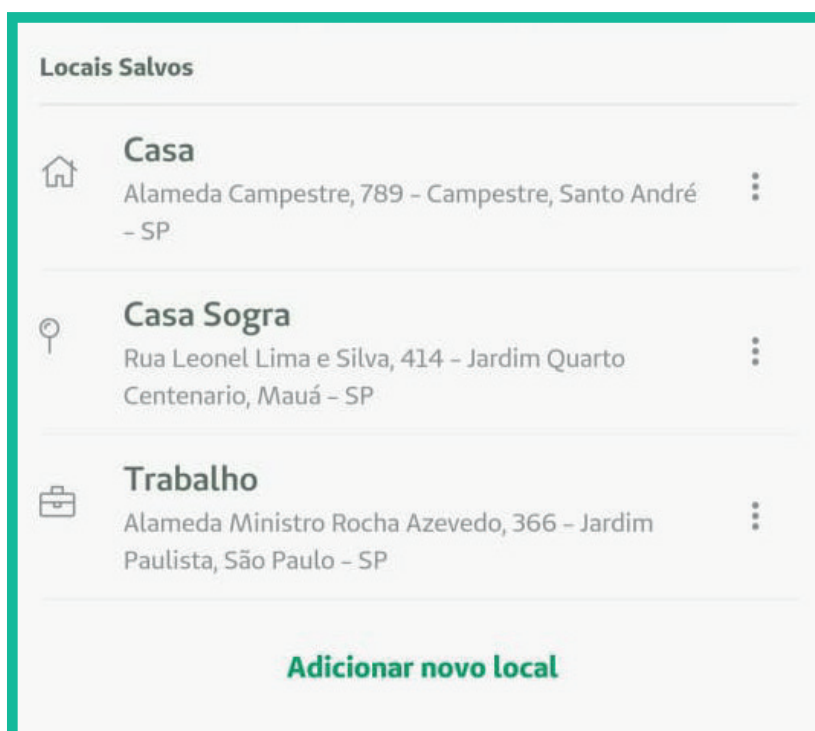 Locais Salvos
Casa
Alameda Campestre, 789 – Campestre, Santo André
– SP
Casa Sogra
Rua Leonel Lima e Silva, 414 – Jardim Quarto
Centenario, Mauá – SP
Trabalho
Alameda Ministro Rocha Azevedo, 366 – Jardim
Paulista, São Paulo – SP
Adicionar novo local